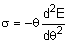 σ = −θ d²E/dθ²